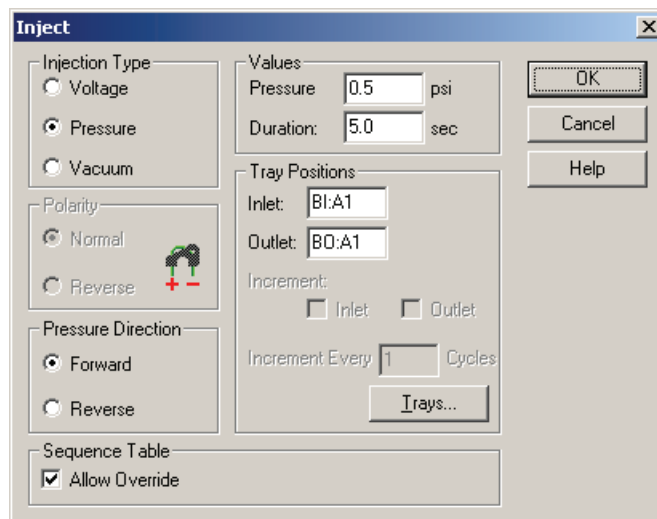 Inject
Injection Type
Voltage
Pressure
Vacuum
Polarity
Normal
Reverse
+ -
Pressure Direction
Forward
Reverse
Values
Pressure 0.5 psi
Duration: 5.0 sec
Tray Positions
Inlet: BI:A1
Outlet: BO:A1
Increment:
Inlet Outlet
Increment Every 1 Cycles
Trays...
Sequence Table
Allow Override
OK
Cancel
Help